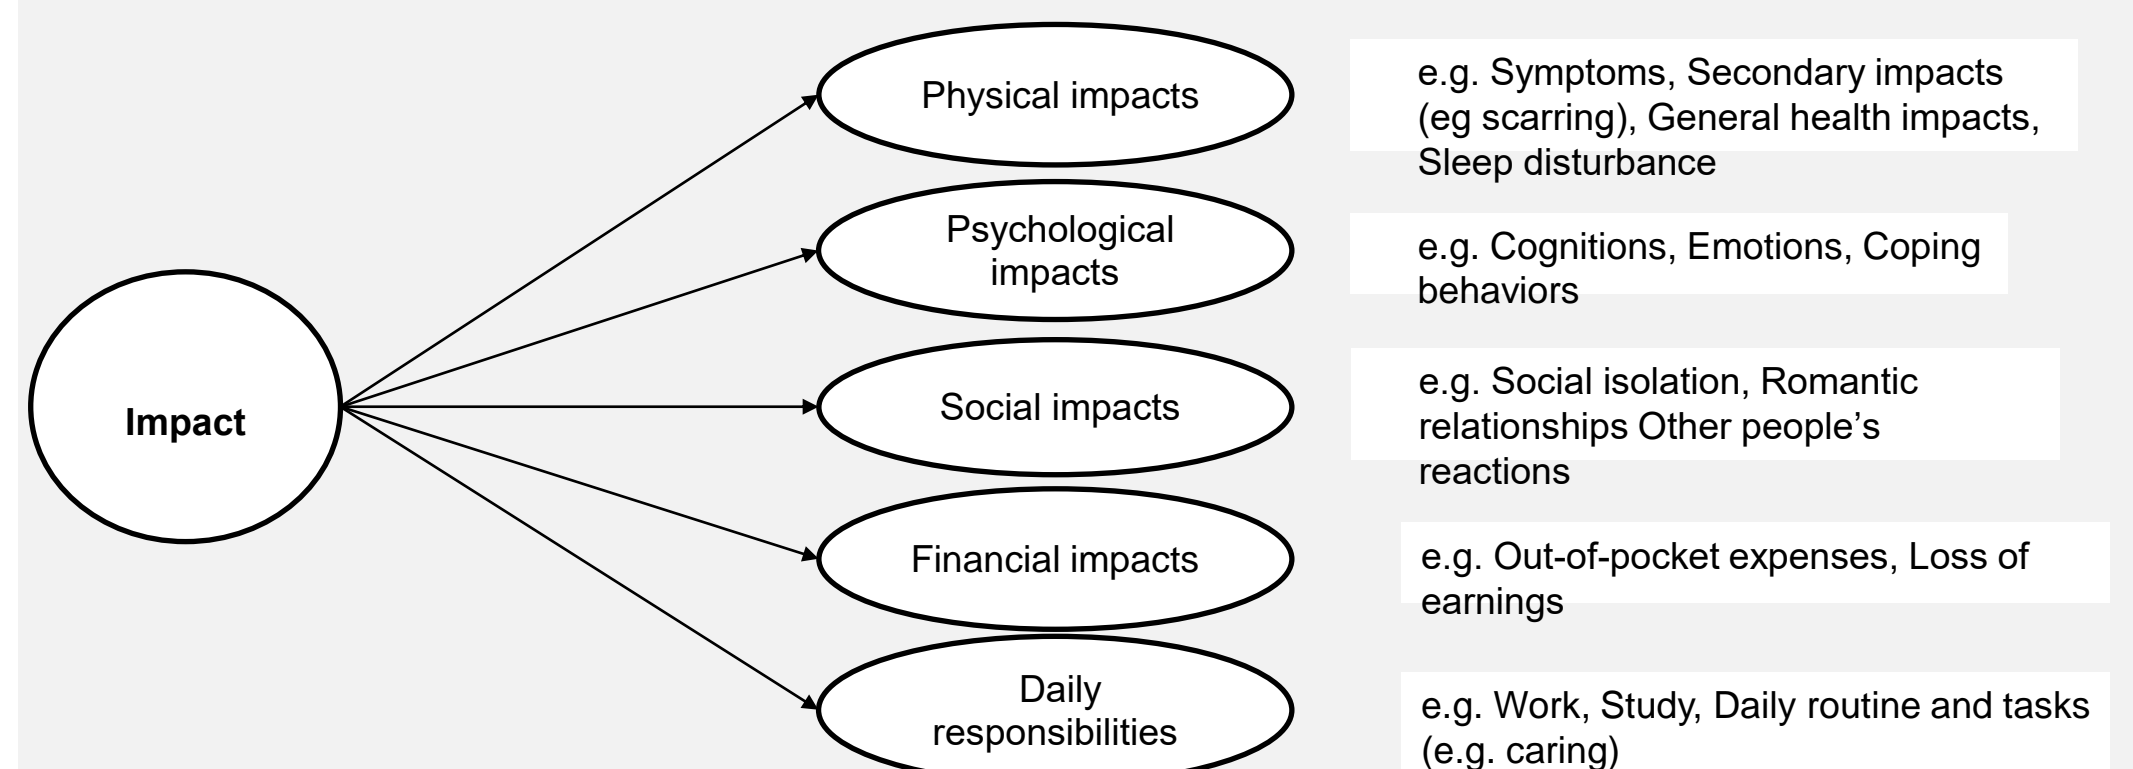 Physical impacts
e.g. Symptoms, Secondary impacts
(eg scarring), General health impacts,
Sleep disturbance
Psychological
impacts
e.g. Cognitions, Emotions, Coping
behaviors
Impact
Social impacts
e.g. Social isolation, Romantic
relationships Other people’s
reactions
Financial impacts
e.g. Out-of-pocket expenses, Loss of
earnings
Daily
responsibilities
e.g. Work, Study, Daily routine and tasks
(e.g. caring)